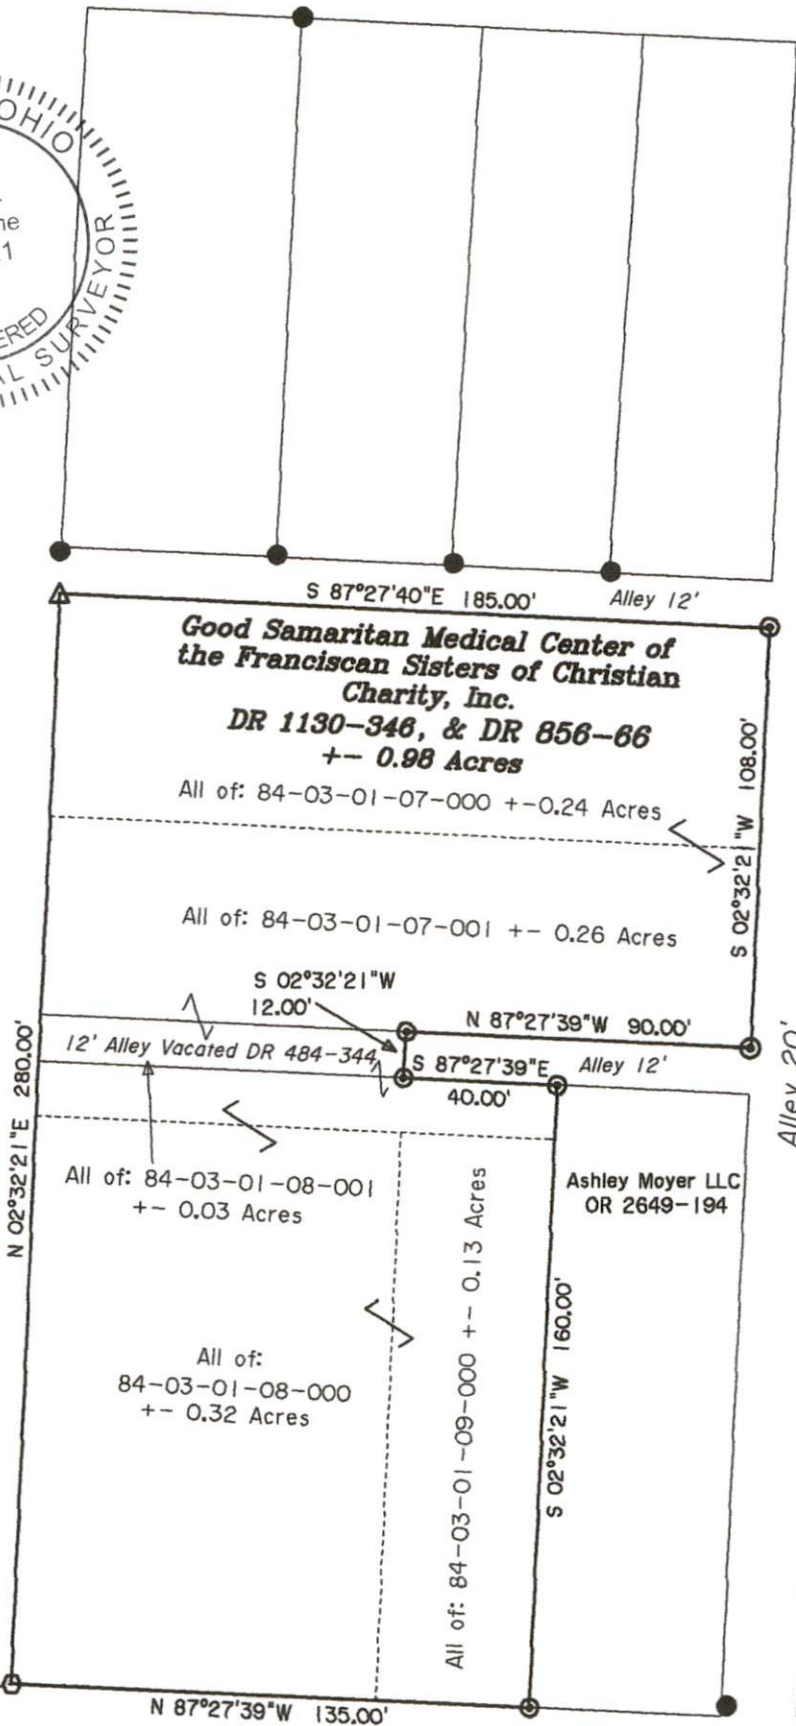 OHIO
SURVEYOR
S 87°27'40"E 185.00'
Alley 12'
Good Samaritan Medical Center of
the Franciscan Sisters of Christian
Charity, Inc.
DR 1130-346, & DR 856-66
+- 0.98 Acres
All of: 84-03-01-07-000 +-0.24 Acres
S 02°32'21"W 108.00'
All of: 84-03-01-07-001 +- 0.26 Acres
S 02°32'21"W
12.00'
N 87°27'39"W 90.00'
12' Alley Vacated DR 484-344
S 87°27'39"E
40.00'
Alley 12'
Alley 20'
N 02°32'21"E 280.00'
All of: 84-03-01-08-001
+- 0.03 Acres
Ashley Moyer LLC
OR 2649-194
All of: 84-03-01-09-000 +- 0.13 Acres
S 02°32'21"W 160.00'
All of:
84-03-01-08-000
+- 0.32 Acres
N 87°27'39"W 135.00'